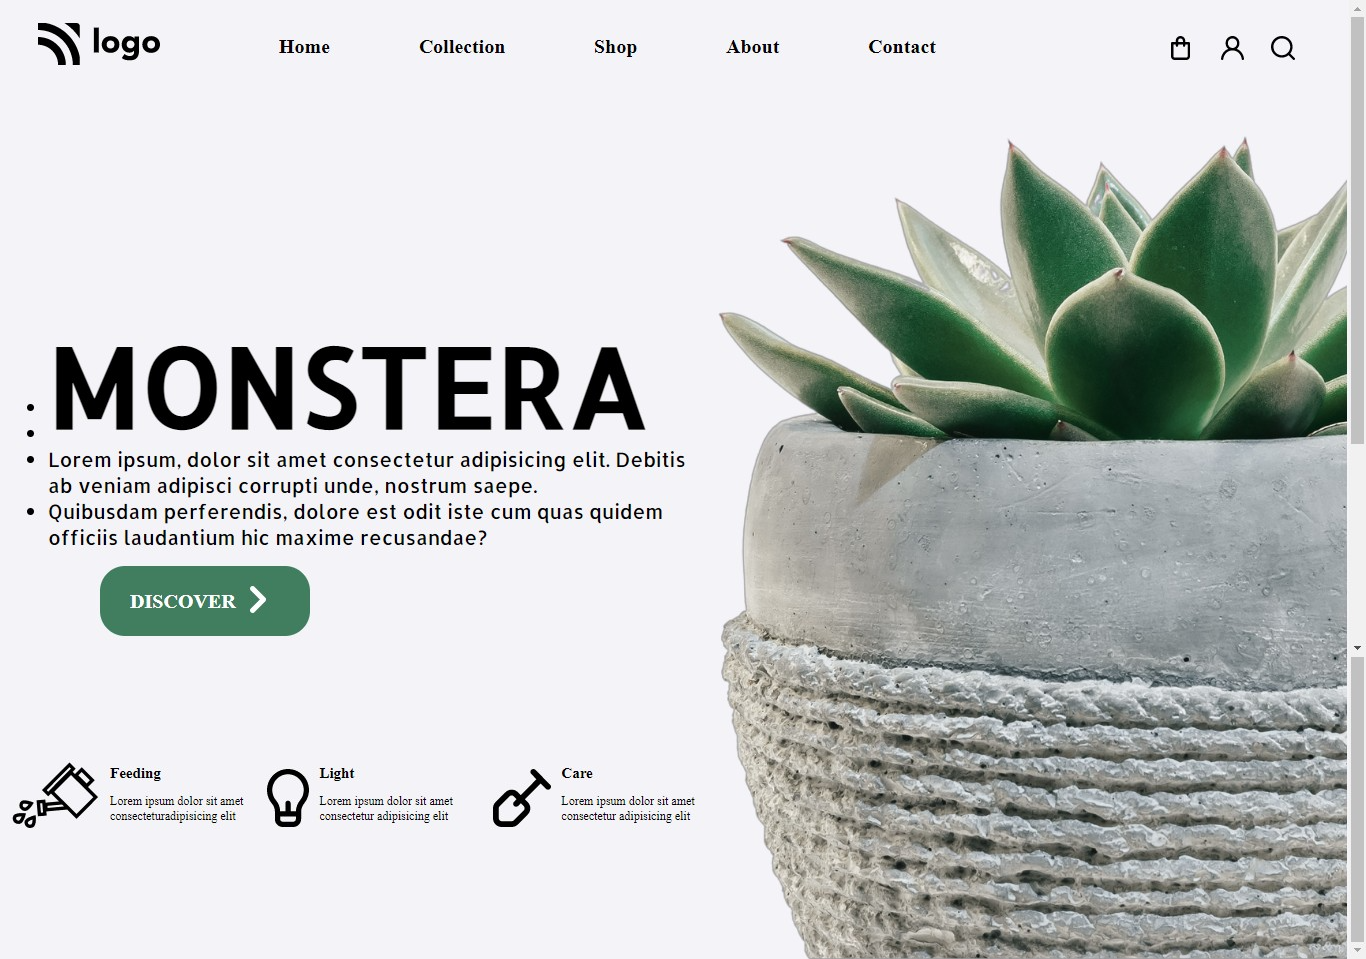 logo
Home Collection Shop About Contact
MONSTERA
Lorem ipsum, dolor sit amet consectetur adipisicing elit. Debitis
ab veniam adipisci corrupti unde, nostrum saepe.
Quibusdam perferendis, dolore est odit iste cum quas quidem
officiis laudantium hic maxime recusandae?
DISCOVER
Feeding
Lorem ipsum dolor sit amet
consecteturadipisicing elit
Light
Lorem ipsum dolor sit amet
consectetur adipisicing elit
Care
Lorem ipsum dolor sit amet
consectetur adipisicing elit